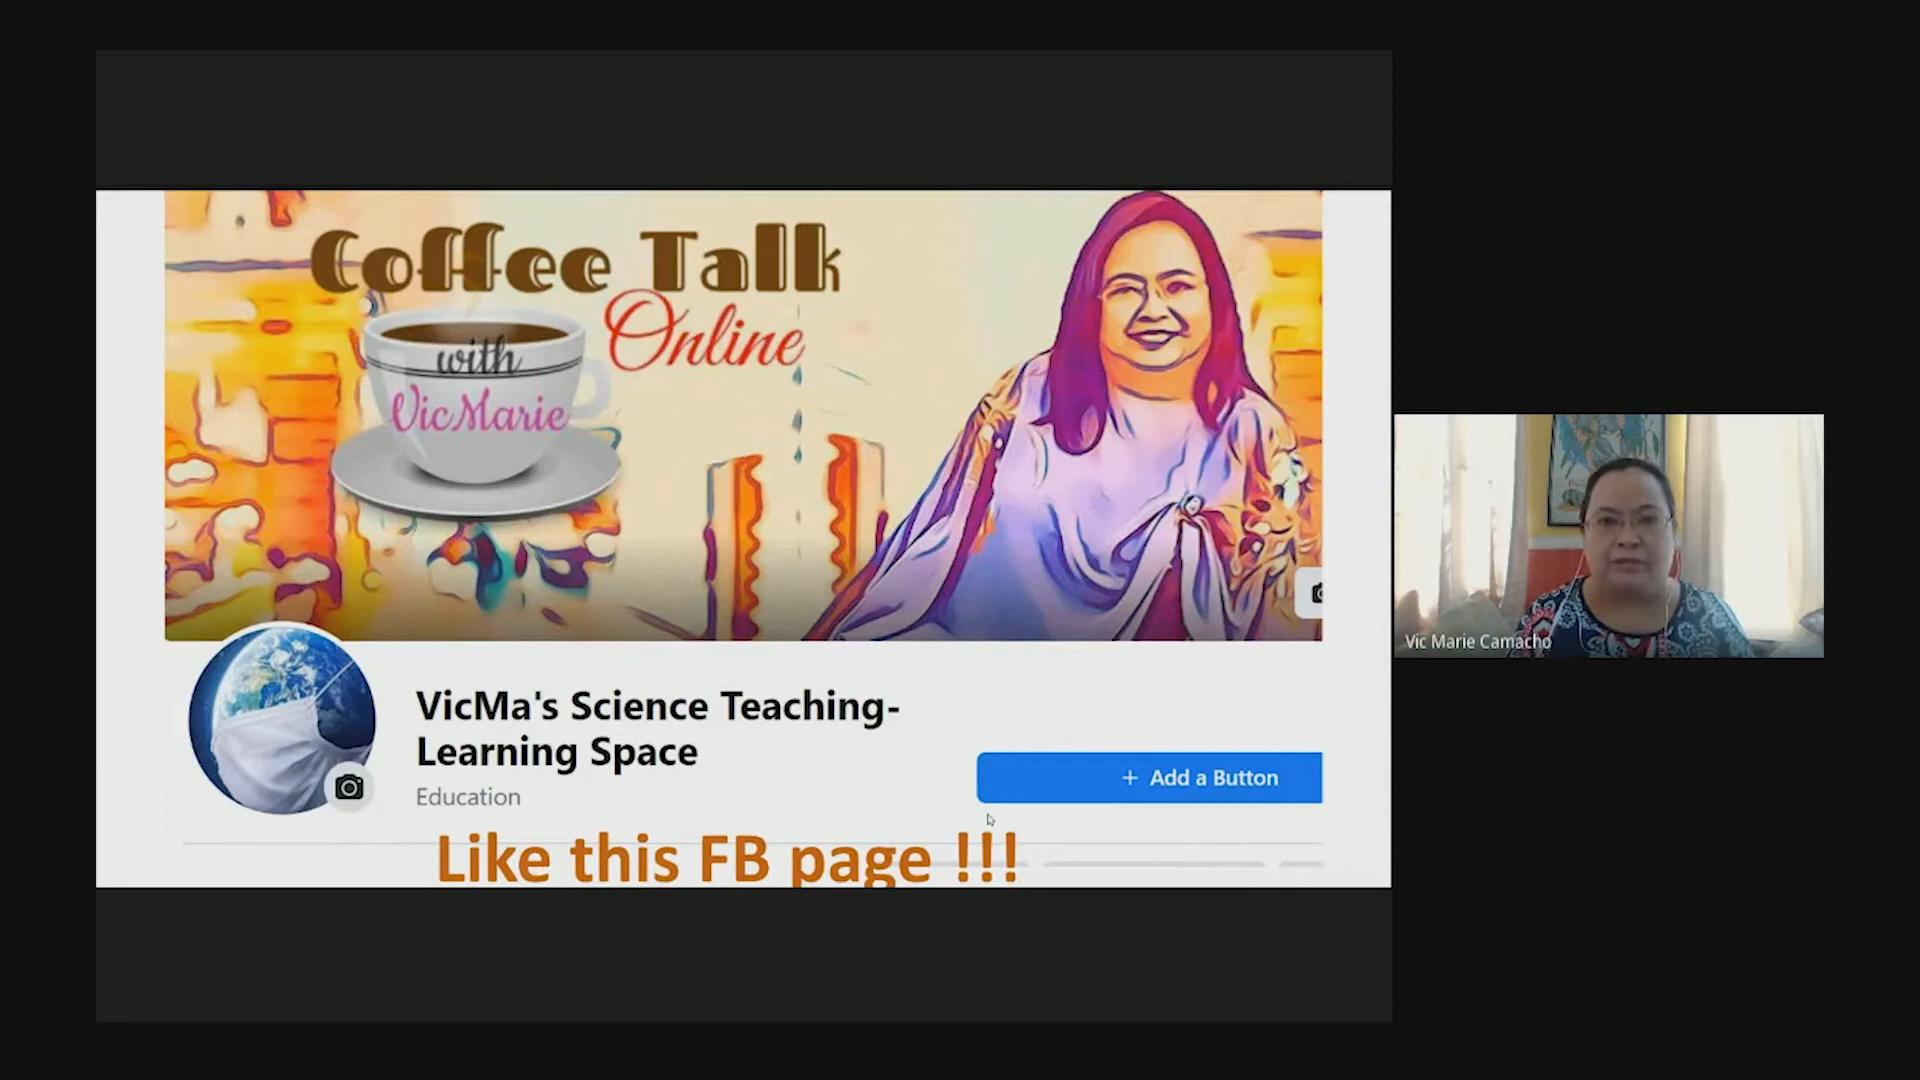 Coffee Talk
Online
with
VicMarie
VicMa's Science Teaching-
Learning Space
Education
+ Add a Button
Like this FB page !!!
Vic Marie Camacho